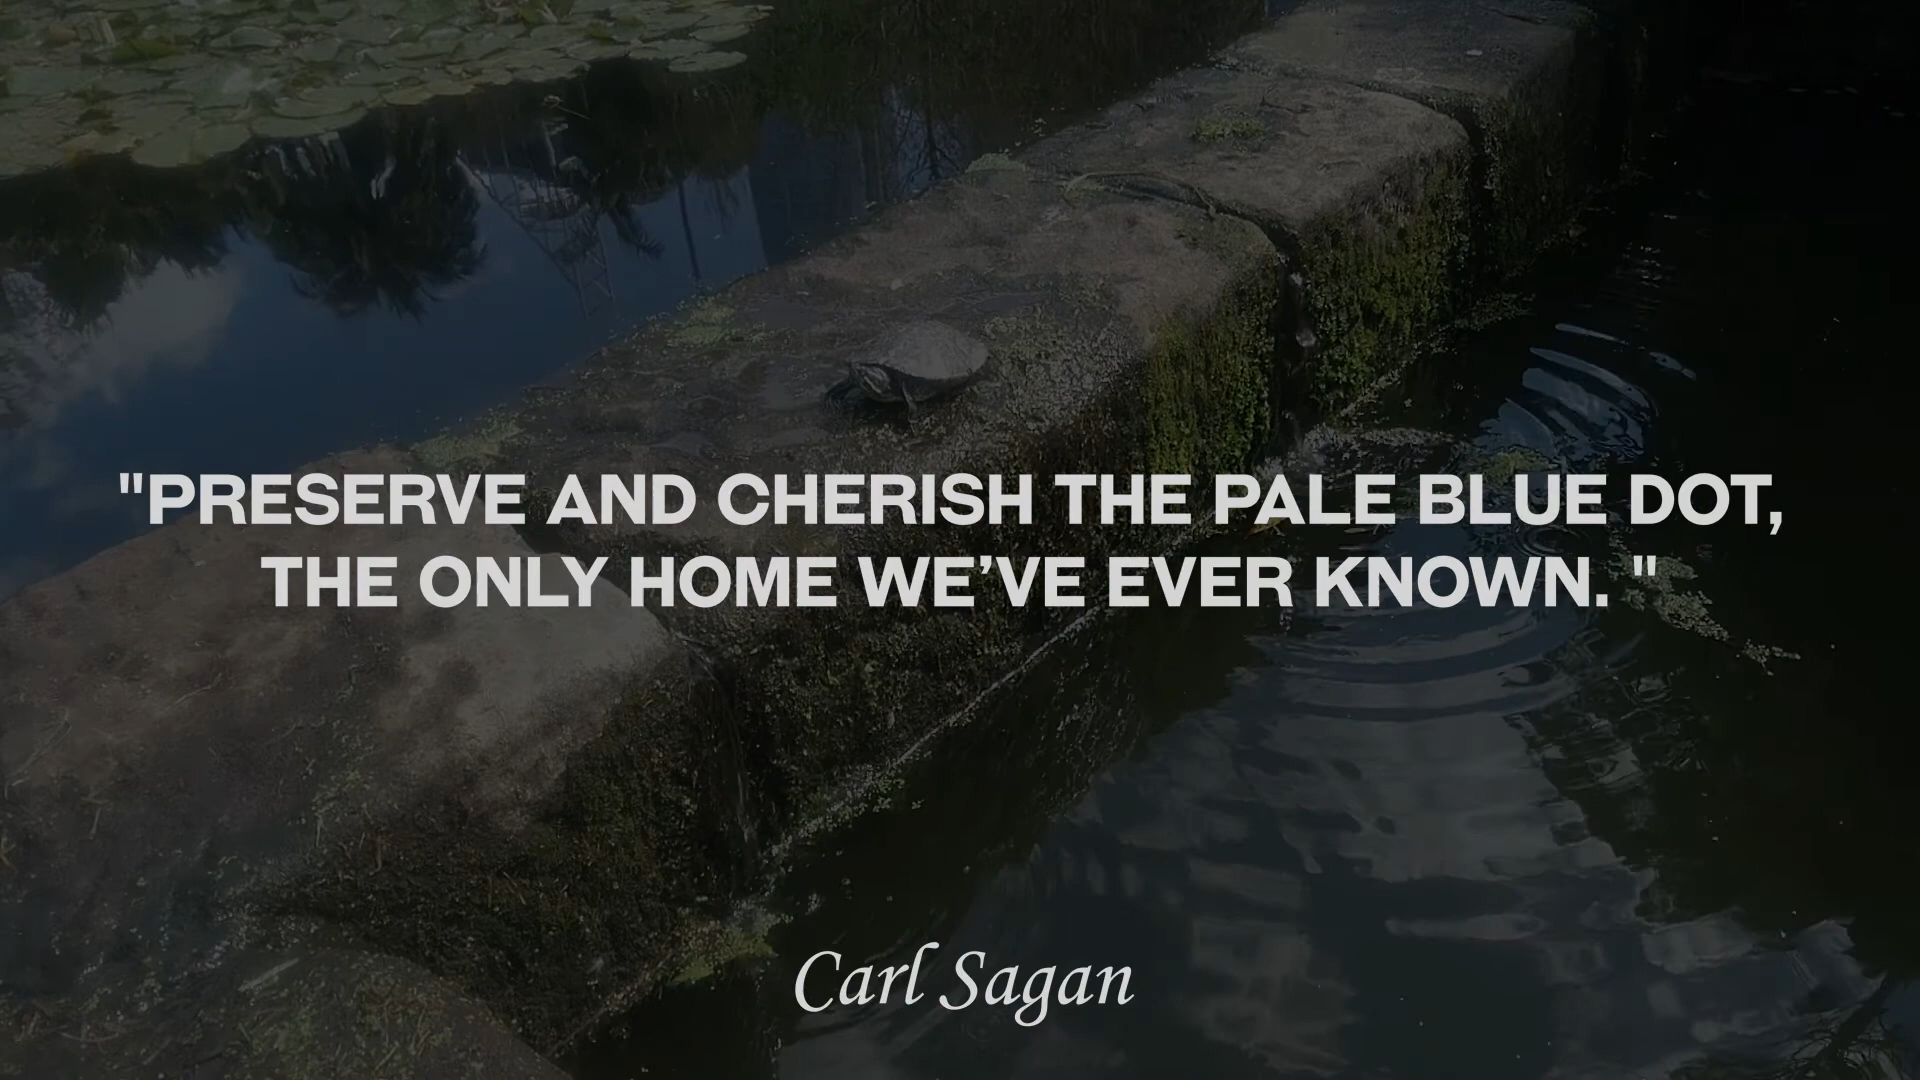 "PRESERVE AND CHERISH THE PALE BLUE DOT,
THE ONLY HOME WE’VE EVER KNOWN. "
Carl Sagan